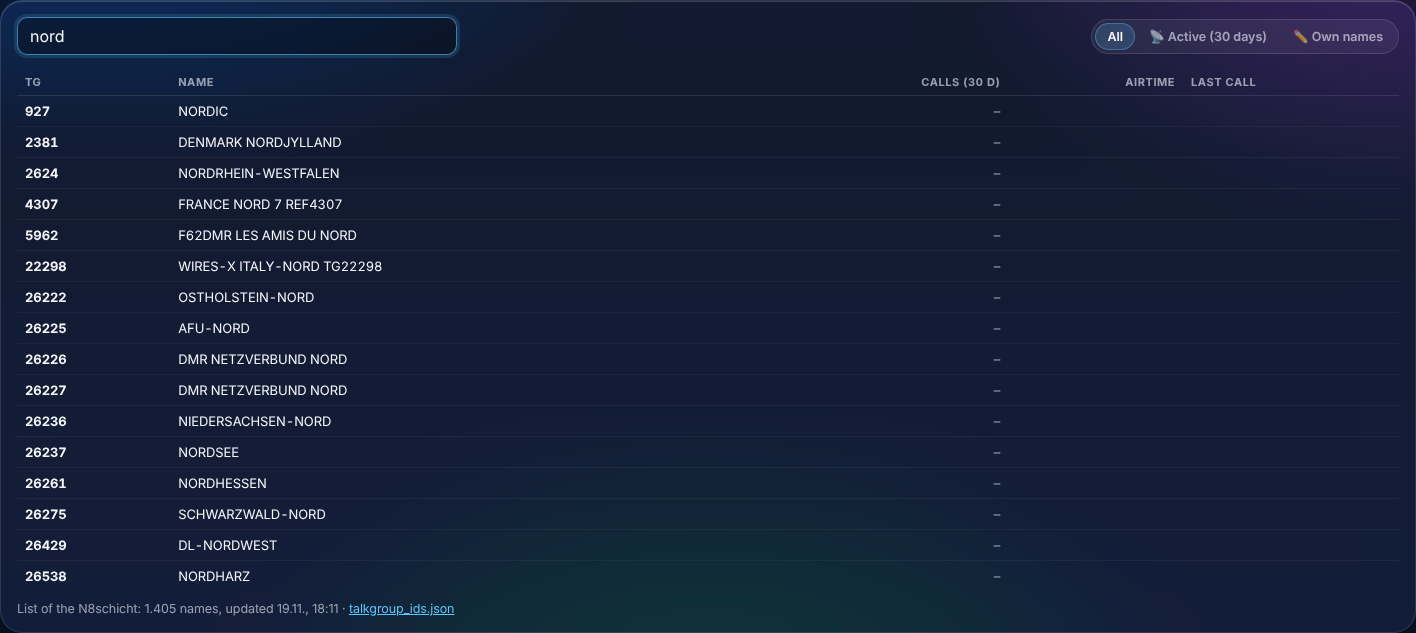 nord
All 📡 Active (30 days) ✏️ Own names
TG NAME CALLS (30 D) AIRTIME LAST CALL
927 NORDIC –
2381 DENMARK NORDJYLLAND –
2624 NORDRHEIN-WESTFALEN –
4307 FRANCE NORD 7 REF4307 –
5962 F62DMR LES AMIS DU NORD –
22298 WIRES-X ITALY-NORD TG22298 –
26222 OSTHOLSTEIN-NORD –
26225 AFU-NORD –
26226 DMR NETZVERBUND NORD –
26227 DMR NETZVERBUND NORD –
26236 NIEDERSACHSEN-NORD –
26237 NORDSEE –
26261 NORDHESSEN –
26275 SCHWARZWALD-NORD –
26429 DL-NORDWEST –
26538 NORDHARZ –
List of the N8schicht: 1.405 names, updated 19.11., 18:11 · talkgroup_ids.json